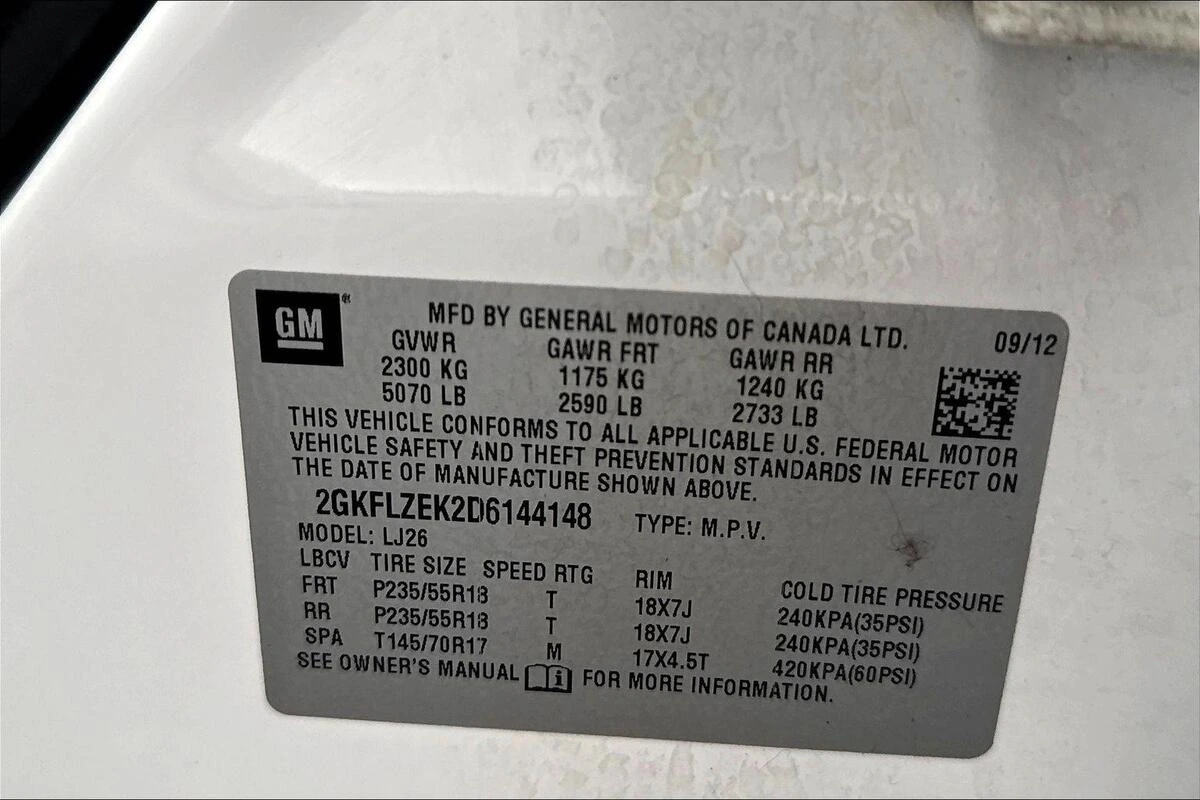 GM®
MFD BY GENERAL MOTORS OF CANADA LTD. 09/12
GVWR GAWR FRT GAWR RR
2300 KG 1175 KG 1240 KG
5070 LB 2590 LB 2733 LB
THIS VEHICLE CONFORMS TO ALL APPLICABLE U.S. FEDERAL MOTOR
VEHICLE SAFETY AND THEFT PREVENTION STANDARDS IN EFFECT ON
THE DATE OF MANUFACTURE SHOWN ABOVE.
2GKFLZEK2D6144148 TYPE: M.P.V.
MODEL: LJ26
LBCV TIRE SIZE SPEED RTG RIM COLD TIRE PRESSURE
FRT P235/55R18 T 18X7J 240KPA(35PSI)
RR P235/55R18 T 18X7J 240KPA(35PSI)
SPA T145/70R17 M 17X4.5T 420KPA(60PSI)
SEE OWNER'S MANUAL i FOR MORE INFORMATION.